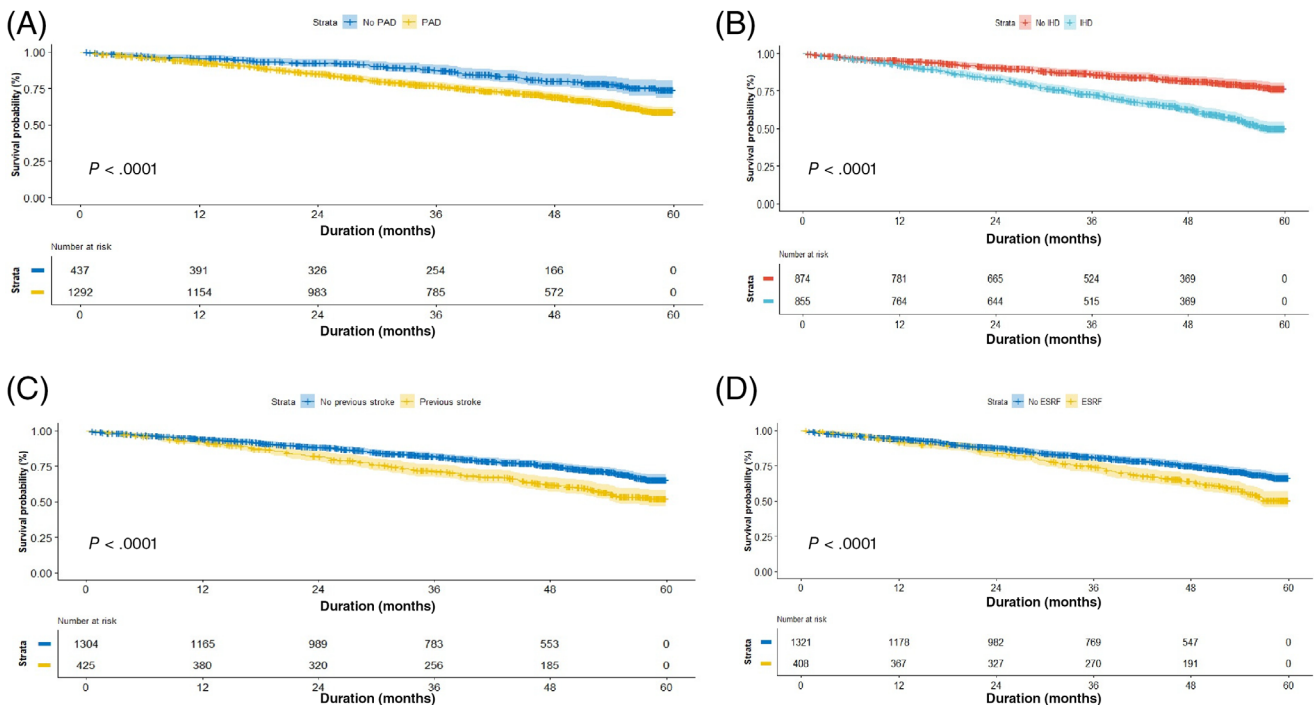 (A)
Strata No PAD PAD
Survival probability (%)
1.00
0.75
0.50
0.25
0.00
P < .0001
0 12 24 36 48 60
Duration (months)
Number at risk
Strata
437 391 326 254 166 0
1292 1154 983 785 572 0
0 12 24 36 48 60
Duration (months)
(B)
Strata No IHD IHD
Survival probability (%)
1.00
0.75
0.50
0.25
0.00
P < .0001
0 12 24 36 48 60
Duration (months)
Number at risk
Strata
874 781 665 524 369 0
855 764 644 515 369 0
0 12 24 36 48 60
Duration (months)
(C)
Strata No previous stroke Previous stroke
Survival probability (%)
1.00
0.75
0.50
0.25
0.00
P < .0001
0 12 24 36 48 60
Duration (months)
Number at risk
Strata
1304 1165 989 783 553 0
425 380 320 256 185 0
0 12 24 36 48 60
Duration (months)
(D)
Strata No ESRF ESRF
Survival probability (%)
1.00
0.75
0.50
0.25
0.00
P < .0001
0 12 24 36 48 60
Duration (months)
Number at risk
Strata
1321 1178 982 769 547 0
408 367 327 270 191 0
0 12 24 36 48 60
Duration (months)